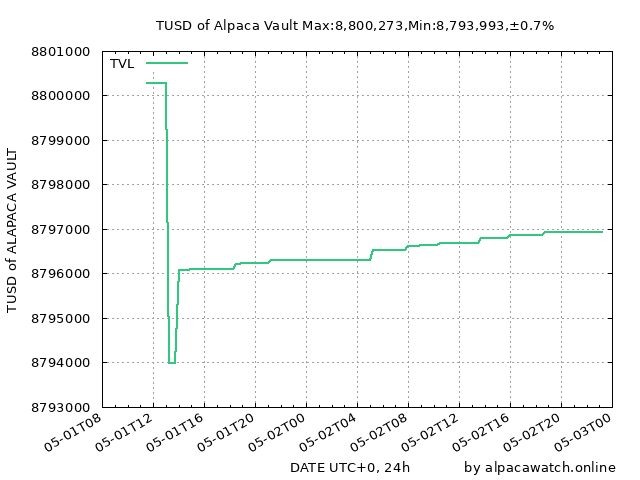 TUSD of Alpaca Vault Max:8,800,273,Min:8,793,993,±0.7%
TVL
8801000
8800000
8799000
8798000
8797000
8796000
8795000
8794000
8793000
TUSD of ALAPACA VAULT
05-01T08
05-01T12
05-01T16
05-01T20
05-02T00
05-02T04
05-02T08
05-02T12
05-02T16
05-02T20
05-03T00
DATE UTC+0, 24h
by alpacawatch.online